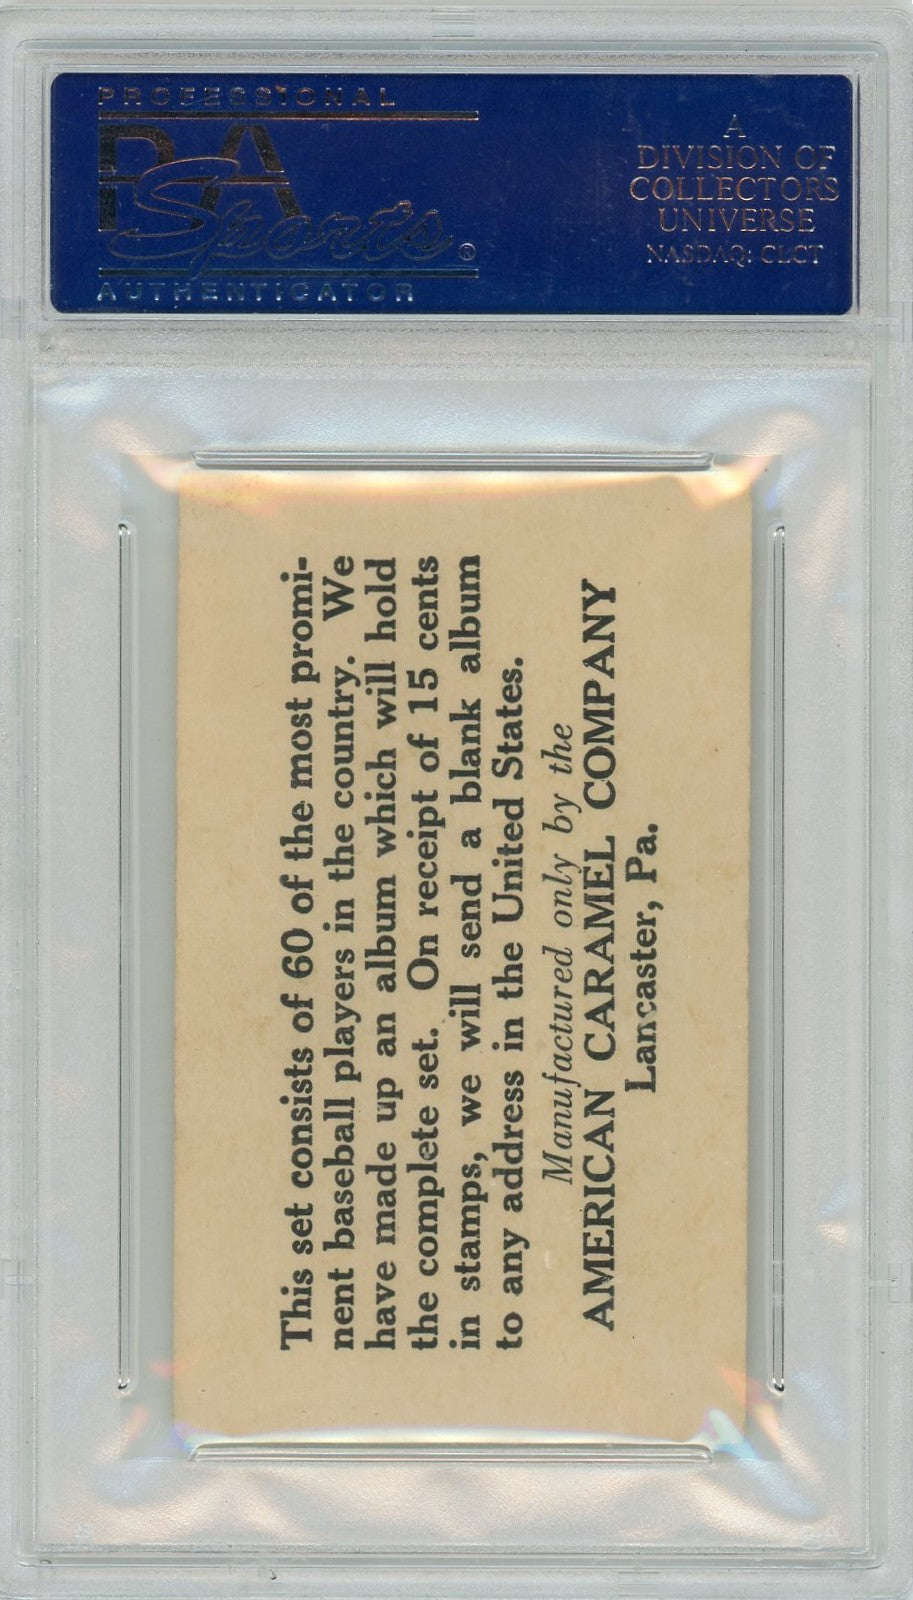 PROFESSIONAL
PSA
Sports®
AUTHENTICATOR
A
DIVISION OF
COLLECTORS
UNIVERSE
NASDAQ: CLCT
This set consists of 60 of the most promi-
nent baseball players in the country. We
have made up an album which will hold
the complete set. On receipt of 15 cents
in stamps, we will send a blank album
to any address in the United States.
Manufactured only by the
AMERICAN CARAMEL COMPANY
Lancaster, Pa.